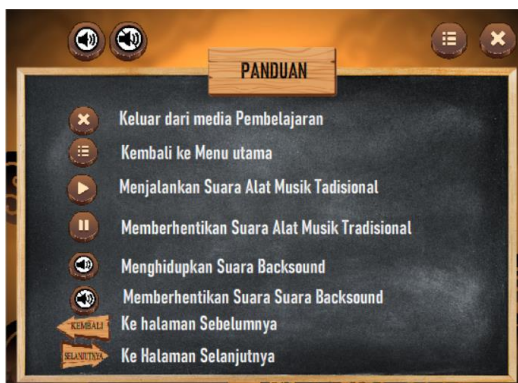 PANDUAN
Keluar dari media Pembelajaran
Kembali ke Menu utama
Menjalankan Suara Alat Musik Tadisional
Memberhentikan Suara Alat Musik Tradisional
Menghidupkan Suara Backsound
Memberhentikan Suara Suara Backsound
KEMBALI Ke halaman Sebelumnya
SELANJUTNYA Ke Halaman Selanjutnya